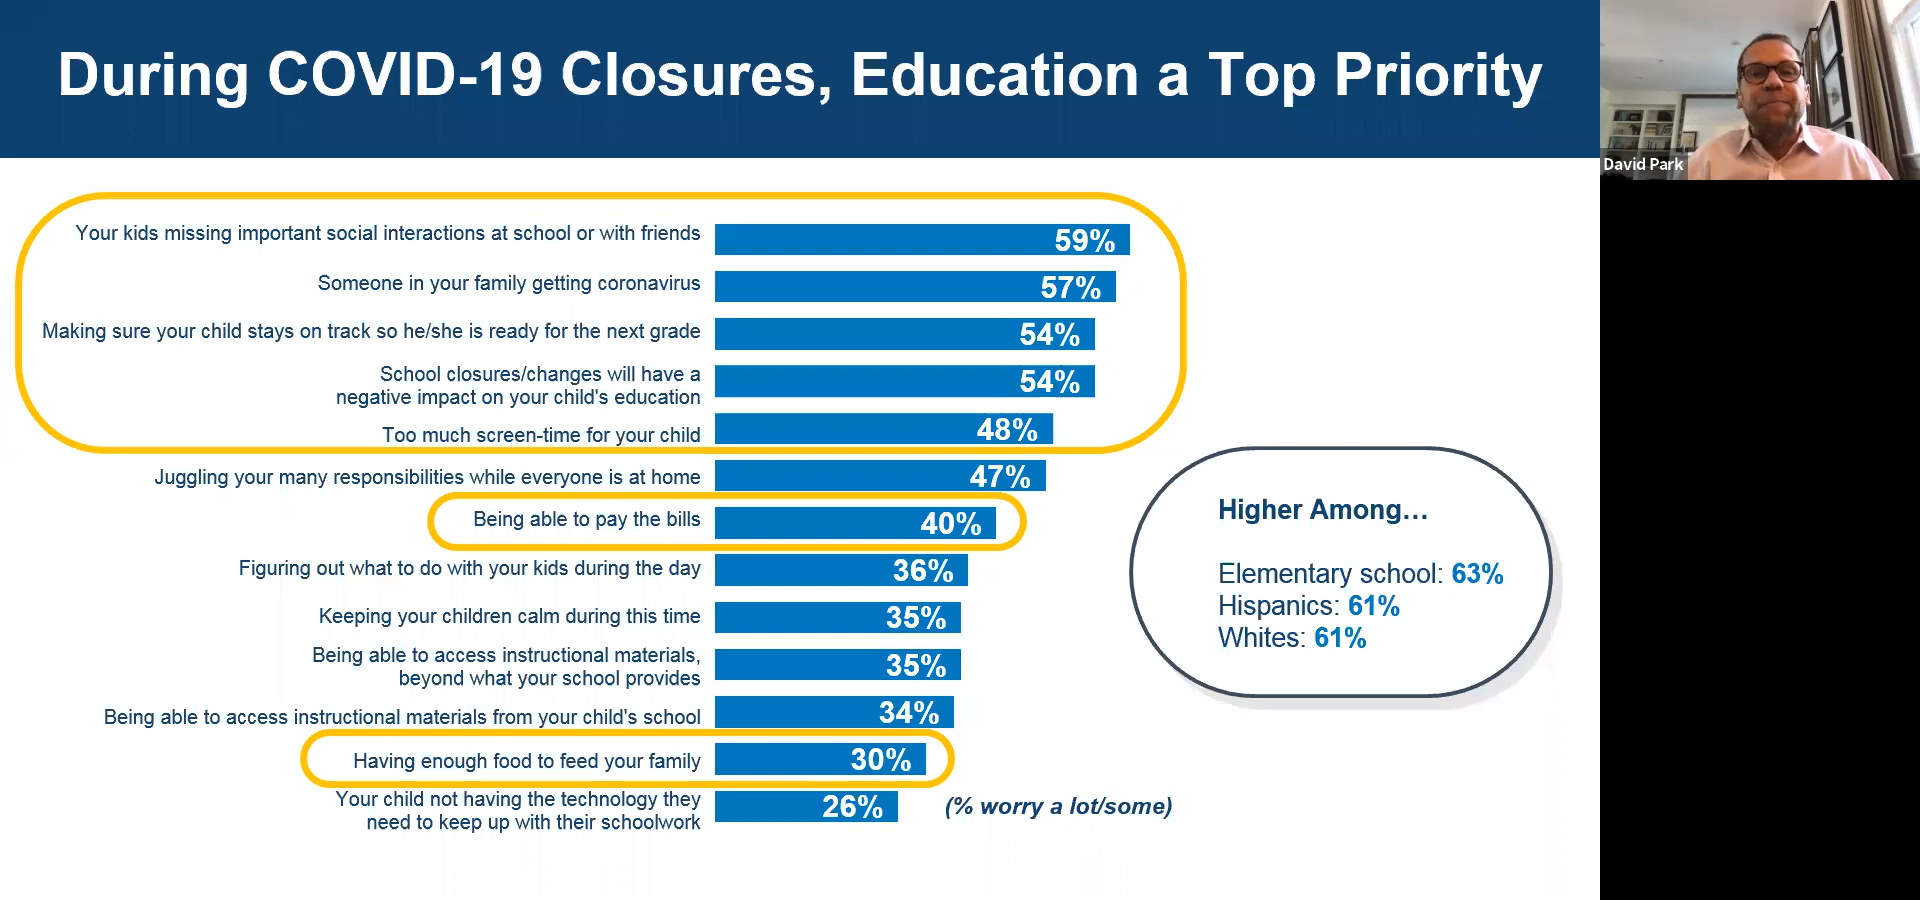 During COVID-19 Closures, Education a Top Priority
David Park
Your kids missing important social interactions at school or with friends 59%
Someone in your family getting coronavirus 57%
Making sure your child stays on track so he/she is ready for the next grade 54%
School closures/changes will have a
negative impact on your child's education 54%
Too much screen-time for your child 48%
Juggling your many responsibilities while everyone is at home 47%
Being able to pay the bills 40%
Figuring out what to do with your kids during the day 36%
Keeping your children calm during this time 35%
Being able to access instructional materials,
beyond what your school provides 35%
Being able to access instructional materials from your child's school 34%
Having enough food to feed your family 30%
Your child not having the technology they
need to keep up with their schoolwork 26%
(% worry a lot/some)
Higher Among...
Elementary school: 63%
Hispanics: 61%
Whites: 61%